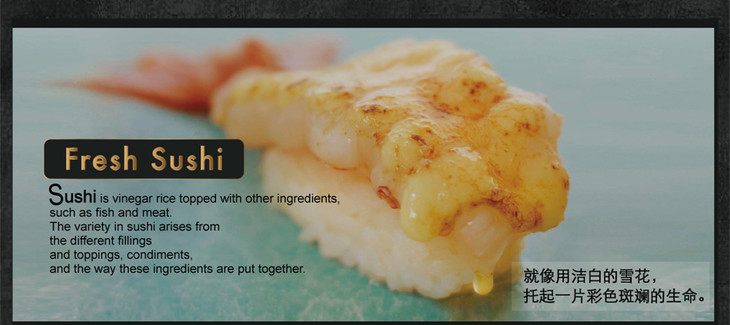 Fresh Sushi
Sushi is vinegar rice topped with other ingredients,
such as fish and meat.
The variety in sushi arises from
the different fillings
and toppings, condiments,
and the way these ingredients are put together.
就像用洁白的雪花，
托起一片彩色斑斓的生命。